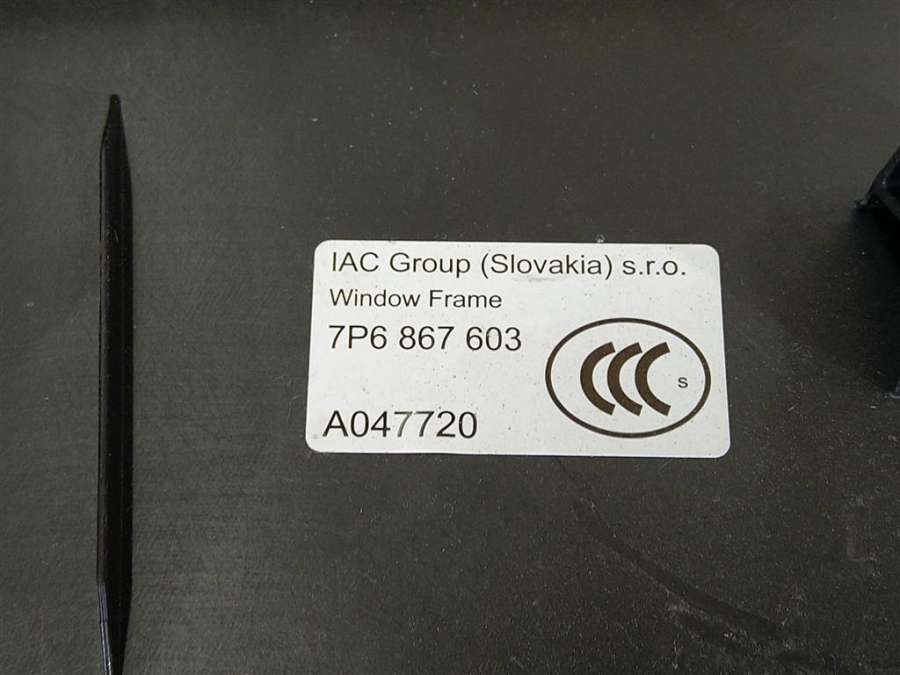 IAC Group (Slovakia) s.r.o.
Window Frame
7P6 867 603
CCC S
A047720